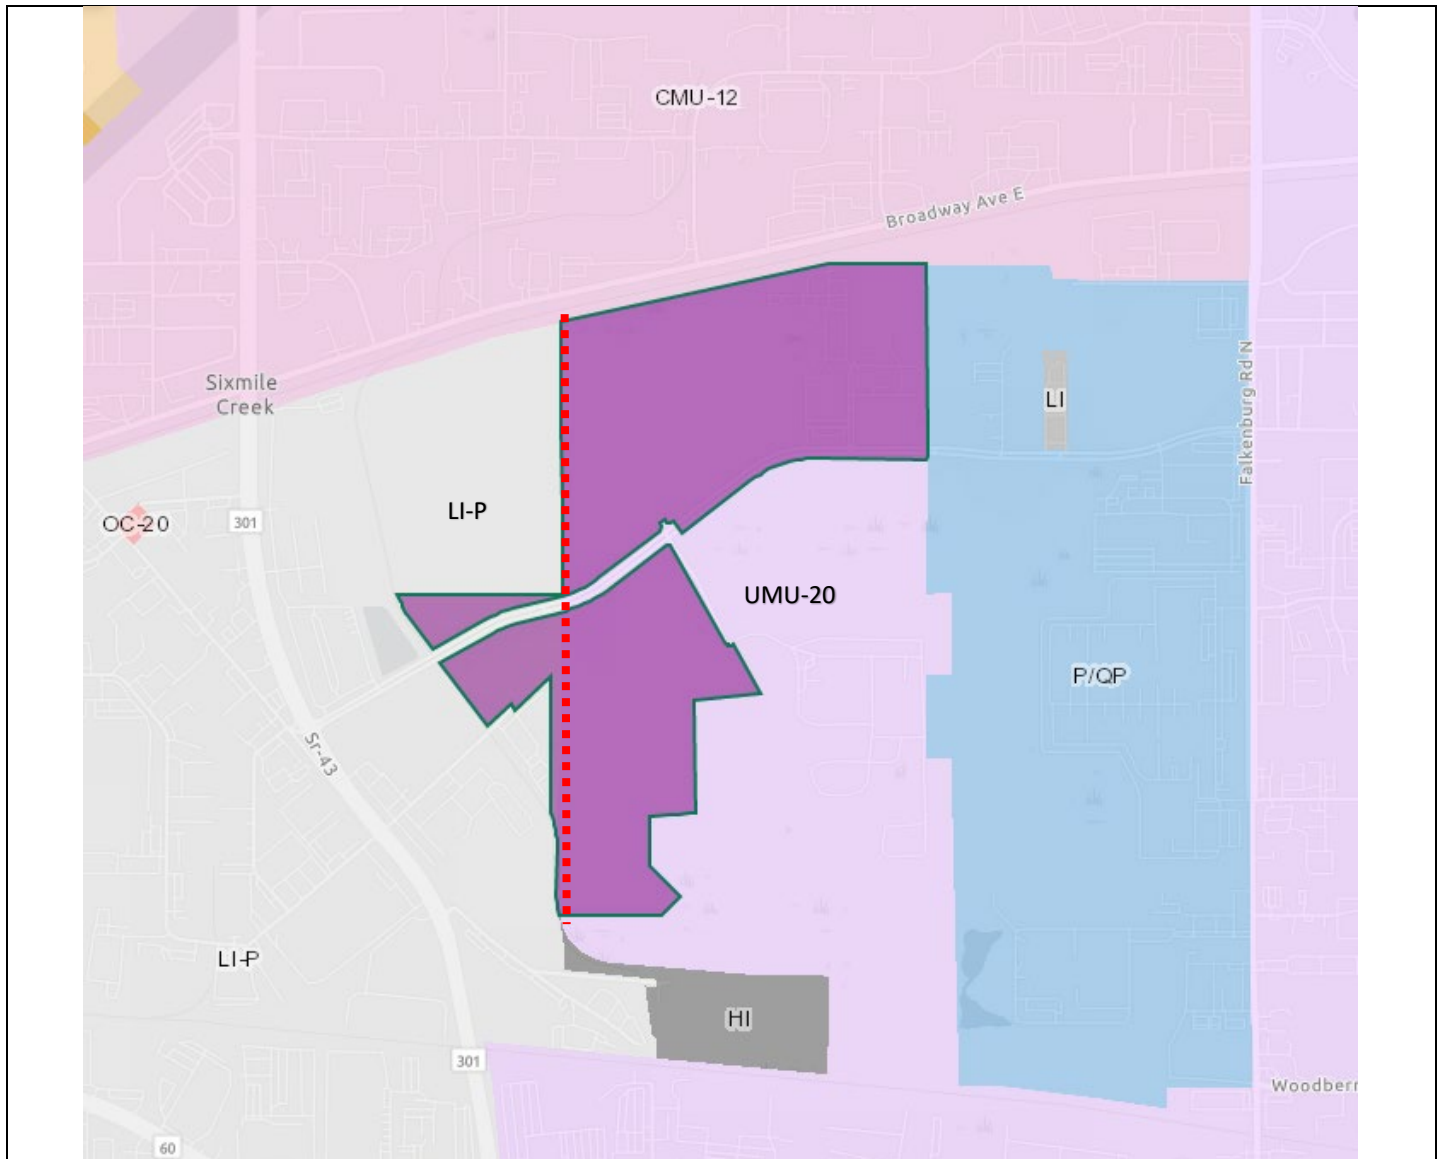 CMU-12
Broadway Ave E
Sixmile
Creek
LI
Falkenburg Rd N
LI-P
OC-20
301
UMU-20
P/QP
Sr-43
LI-P
HI
301
Woodberr
60